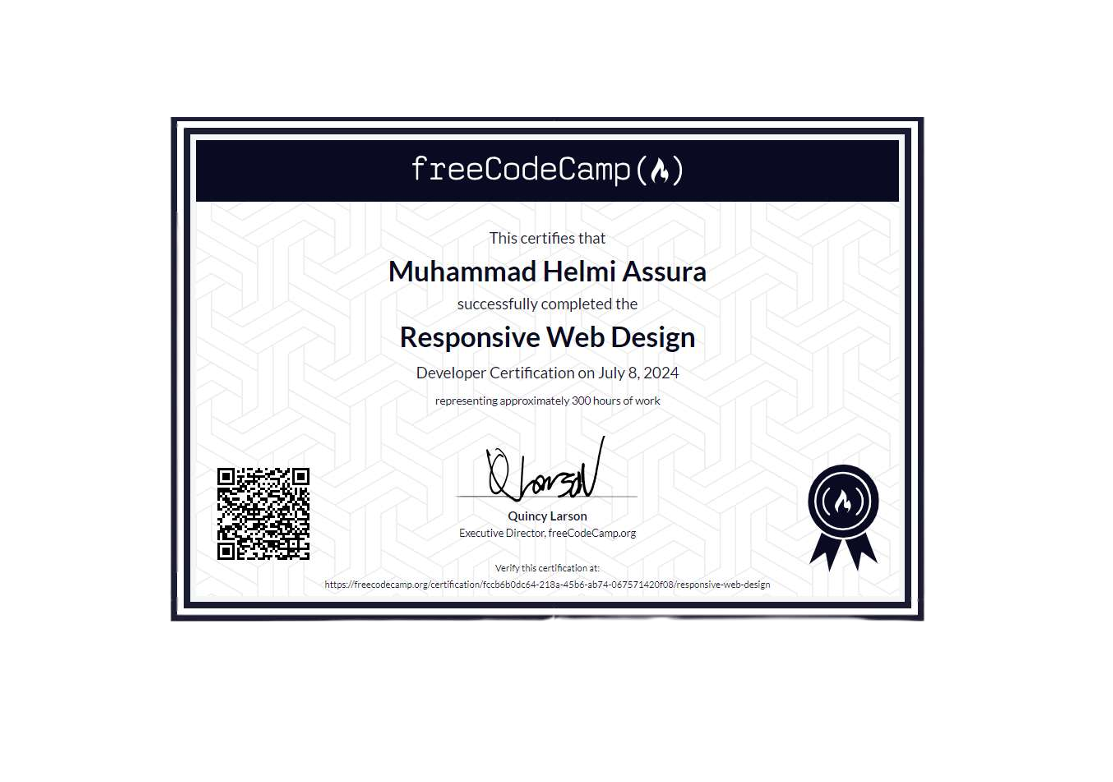 freeCodeCamp
This certifies that
Muhammad Helmi Assura
successfully completed the
Responsive Web Design
Developer Certification on July 8, 2024
representing approximately 300 hours of work
Quincy Larson
Executive Director, freeCodeCamp.org
Verify this certification at:
https://freecodecamp.org/certification/fccb6b0dc64-218a-45b6-ab74-067571420f08/responsive-web-design